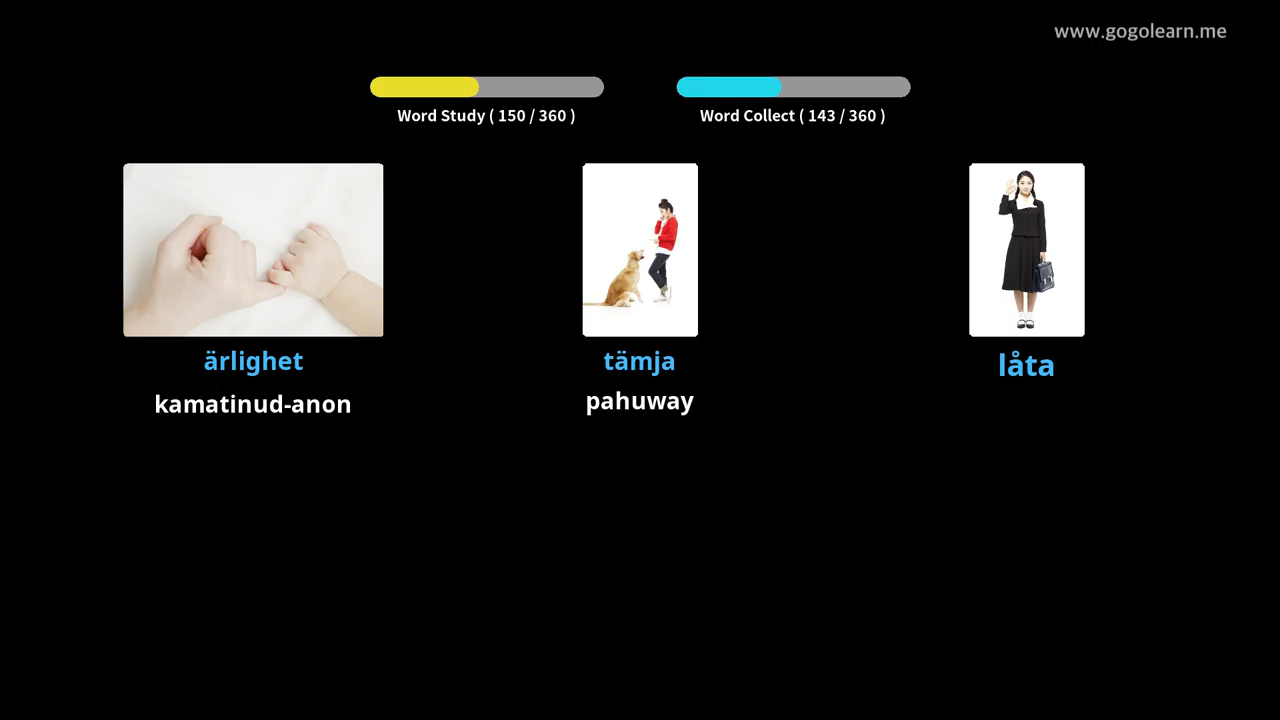 www.gogolearn.me
Word Study ( 150 / 360 )
Word Collect ( 143 / 360 )
ärlighet
kamatinud-anon
tämja
pahuway
låta